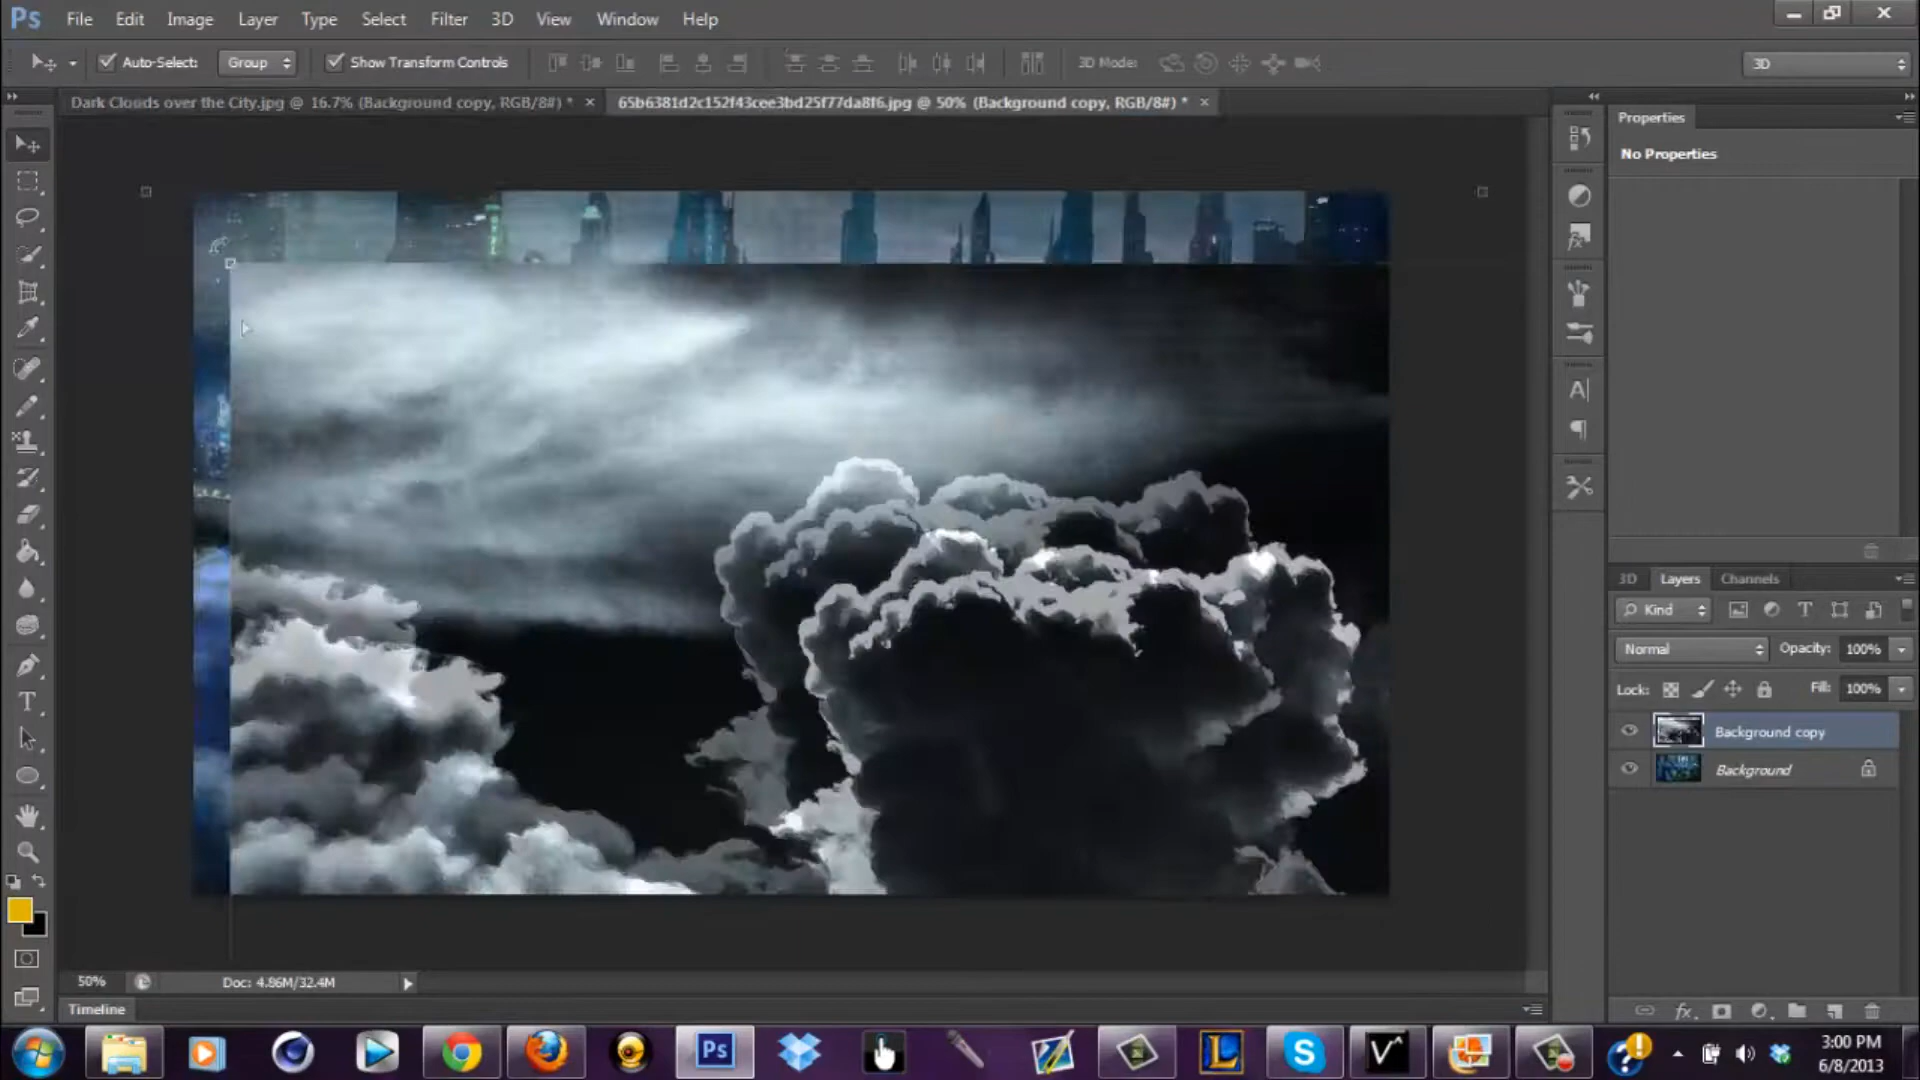 Ps File Edit Image Layer Type Select Filter 3D View Window Help
Auto-Select: Group Show Transform Controls 3D Mode: 3D
Dark Clouds over the City.jpg @ 16.7% (Background copy, RGB/8#) * × 65b6381d2c152f43cee3bd25f77da8f6.jpg @ 50% (Background copy, RGB/8#) * ×
Properties
No Properties
3D Layers Channels
Kind
Normal Opacity: 100%
Lock: Fill: 100%
Background copy
Background
50% Doc: 4.86M/32.4M
Timeline
fx.
Ps
3:00 PM
6/8/2013